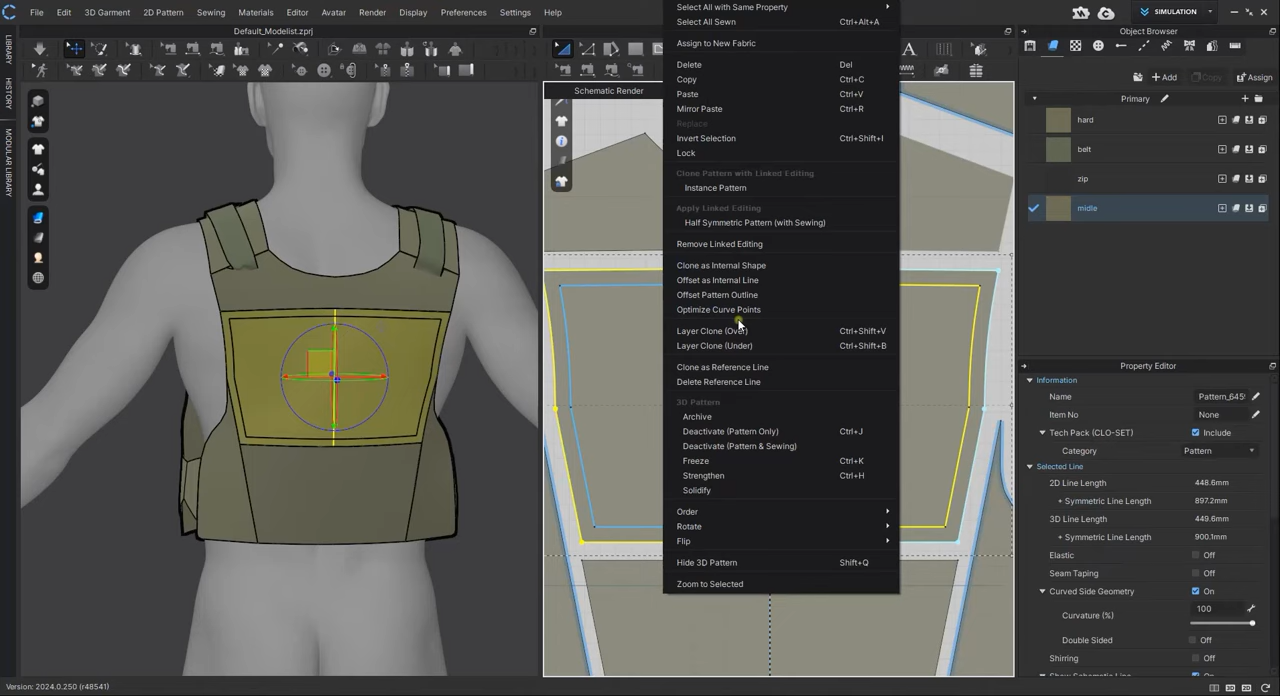 File Edit 3D Garment 2D Pattern Sewing Materials Editor Avatar Render Display Preferences Settings Help
SIMULATION
Default_Modelist.zprj
Object Browser
LIBRARY
HISTORY
MODULAR LIBRARY
Schematic Render
Select All with Same Property
Select All Sewn Ctrl+Alt+A
Assign to New Fabric
Delete Del
Copy Ctrl+C
Paste Ctrl+V
Mirror Paste Ctrl+R
Replace
Invert Selection Ctrl+Shift+I
Lock
Clone Pattern with Linked Editing
Instance Pattern
Apply Linked Editing
Half Symmetric Pattern (with Sewing)
Remove Linked Editing
Clone as Internal Shape
Offset as Internal Line
Offset Pattern Outline
Optimize Curve Points
Layer Clone (Over) Ctrl+Shift+V
Layer Clone (Under) Ctrl+Shift+B
Clone as Reference Line
Delete Reference Line
3D Pattern
Archive
Deactivate (Pattern Only) Ctrl+J
Deactivate (Pattern & Sewing)
Freeze Ctrl+K
Strengthen Ctrl+H
Solidify
Order
Rotate
Flip
Hide 3D Pattern Shift+Q
Zoom to Selected
Add Copy Assign
Primary
hard
belt
zip
midle
Property Editor
Information
Name Pattern_645
Item No None
Tech Pack (CLO-SET) Include
Category Pattern
Selected Line
2D Line Length 448.6mm
+ Symmetric Line Length 897.2mm
3D Line Length 449.6mm
+ Symmetric Line Length 900.1mm
Elastic Off
Seam Taping Off
Curved Side Geometry On
Curvature (%) 100
Double Sided Off
Shirring Off
Show Schematic Line On
Version: 2024.0.250 (r48541)
3D 2D